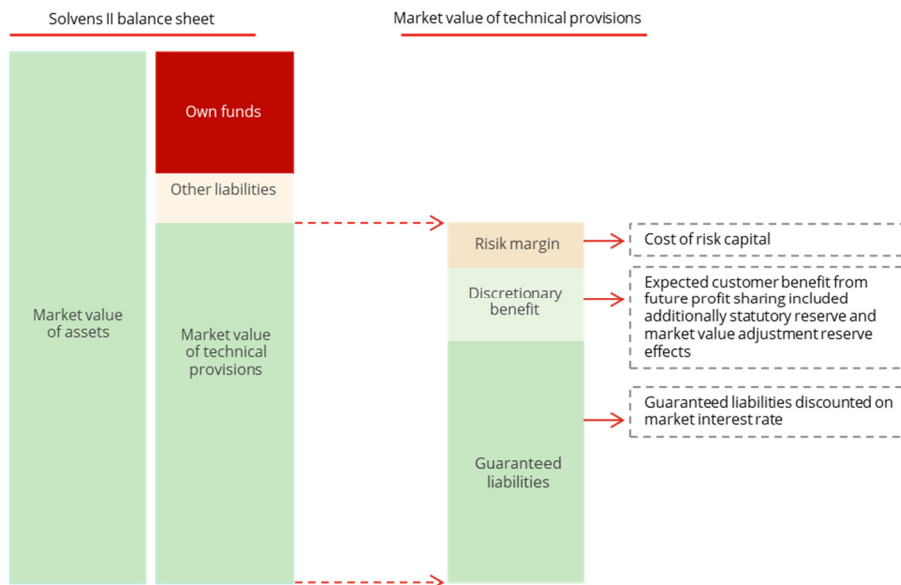 Solvens II balance sheet
Market value of technical provisions
Own funds
Other liabilities
Market value
of assets
Market value
of technical
provisions
Risik margin
Discretionary
benefit
Guaranteed
liabilities
Cost of risk capital
Expected customer benefit from
future profit sharing included
additionally statutory reserve and
market value adjustment reserve
effects
Guaranteed liabilities discounted on
market interest rate